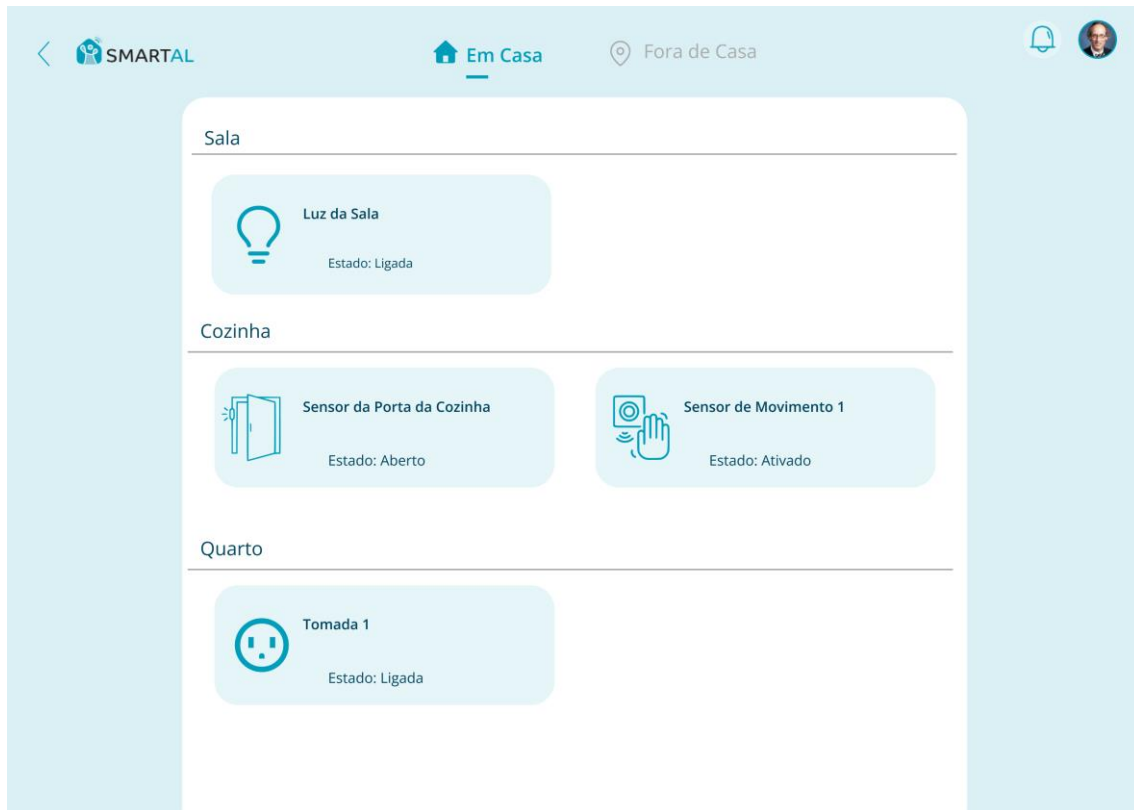 SMARTAL
Em Casa
Fora de Casa
Sala
Luz da Sala
Estado: Ligada
Cozinha
Sensor da Porta da Cozinha
Sensor de Movimento 1
Estado: Aberto
Estado: Ativado
Quarto
Tomada 1
Estado: Ligada